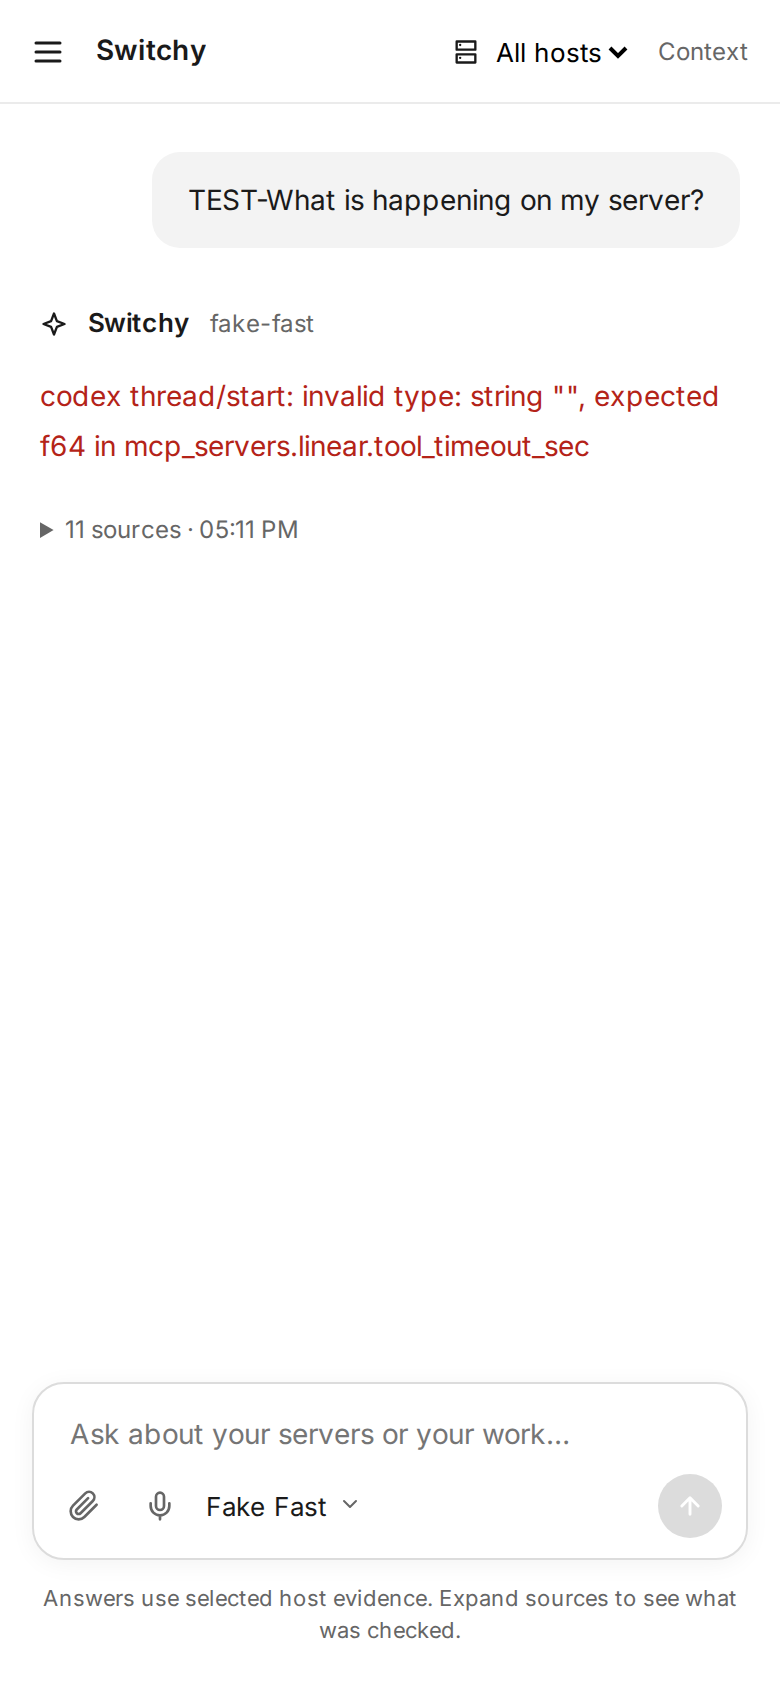 Switchy
All hosts
Context
TEST-What is happening on my server?
Switchy fake-fast
codex thread/start: invalid type: string "", expected
f64 in mcp_servers.linear.tool_timeout_sec
11 sources · 05:11 PM
Ask about your servers or your work...
Fake Fast
Answers use selected host evidence. Expand sources to see what
was checked.